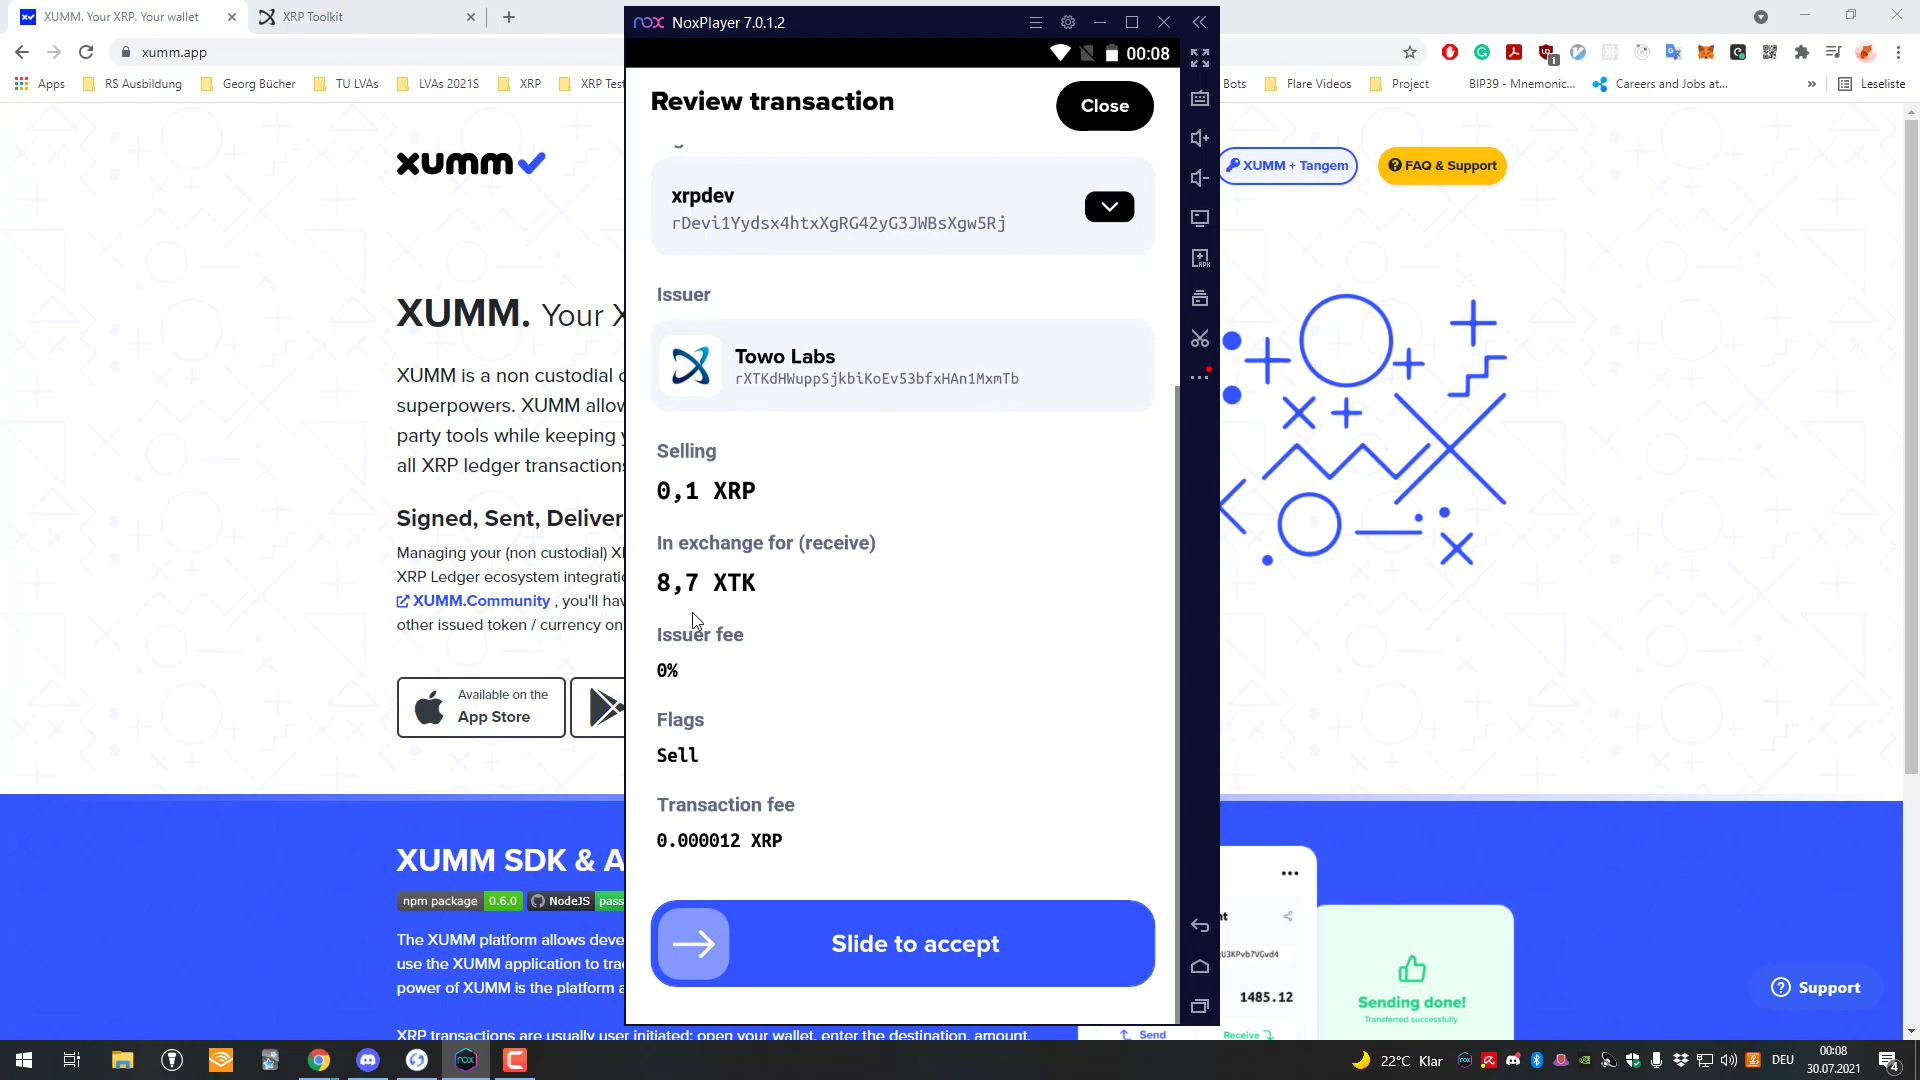 XUMM. Your XRP. Your wallet
XRP Toolkit
nox NoxPlayer 7.0.1.2
xumm.app
00:08
Apps
RS Ausbildung
Georg Bücher
TU LVAs
LVAs 2021S
XRP
XRP Test
Bots
Flare Videos
Project
BIP39 - Mnemonic...
Careers and Jobs at...
»
Leseliste
Review transaction
Close
xumm
XUMM + Tangem
FAQ & Support
xrpdev
rDevi1Yydsx4htxXgRG42yG3JWBsXgw5Rj
Issuer
Towo Labs
rXTKdHWuppSjkbiKoEv53bfxHAn1MxmTb
Selling
0,1 XRP
In exchange for (receive)
8,7 XTK
Issuer fee
0%
Flags
Sell
Transaction fee
0.000012 XRP
Slide to accept
XUMM. Your X
XUMM is a non custodial
superpowers. XUMM allow
party tools while keeping
all XRP ledger transactions
Signed, Sent, Deliver
Managing your (non custodial) X
XRP Ledger ecosystem integratio
XUMM.Community , you'll hav
other issued token / currency on
Available on the
App Store
XUMM SDK & A
npm package 0.6.0
NodeJS pass
The XUMM platform allows deve
use the XUMM application to tra
power of XUMM is the platform a
XRP transactions are usually user initiated: open your wallet, enter the destination, amount,
nt
U3KPvb7VGvd4
1485.12
Send
Receive
Sending done!
Transferred successfully
Support
22°C Klar
DEU
00:08
30.07.2021
4